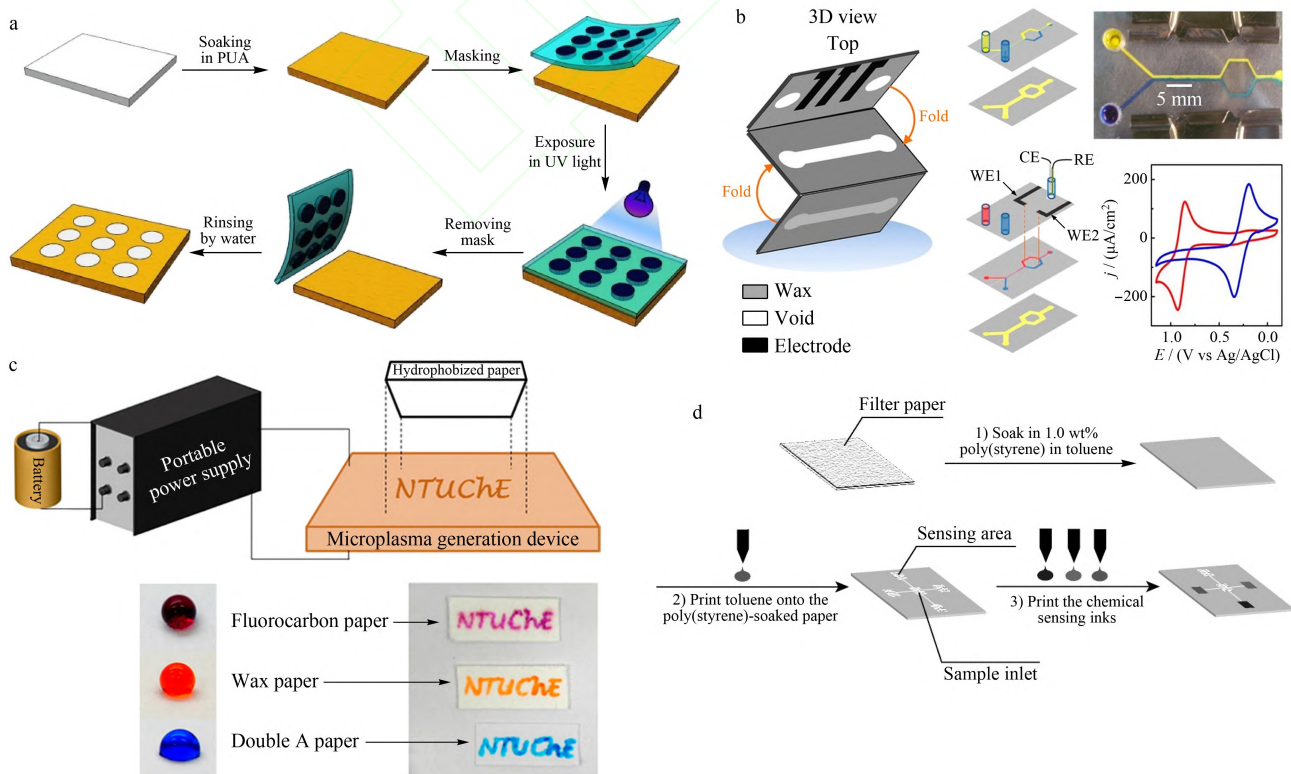 a
Soaking
in PUA
Masking
Exposure
in UV light
Removing
mask
Rinsing
by water
b
3D view
Top
Fold
Fold
Wax
Void
Electrode
5 mm
CE
RE
WE1
WE2
200
0
−200
j / (μA/cm²)
1.0
0.5
0.0
E / (V vs Ag/AgCl)
c
Battery
Portable
power supply
Hydrophobized paper
NTUChE
Microplasma generation device
Fluorocarbon paper
Wax paper
Double A paper
NTUChE
NTUChE
NTUChE
d
Filter paper
1) Soak in 1.0 wt%
poly(styrene) in toluene
2) Print toluene onto the
poly(styrene)-soaked paper
Sensing area
Sample inlet
3) Print the chemical
sensing inks